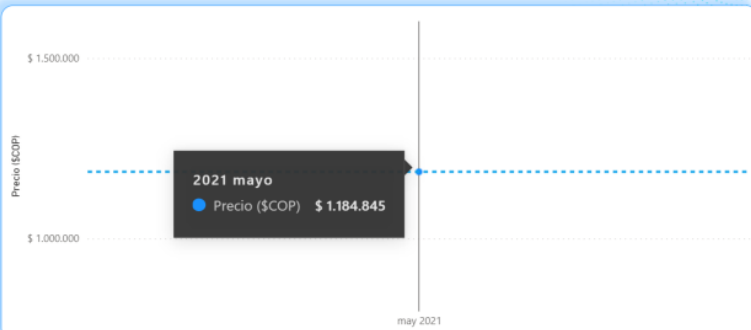 $ 1.500.000
Precio ($COP)
2021 mayo
Precio ($COP) $ 1.184.845
$ 1.000.000
may 2021